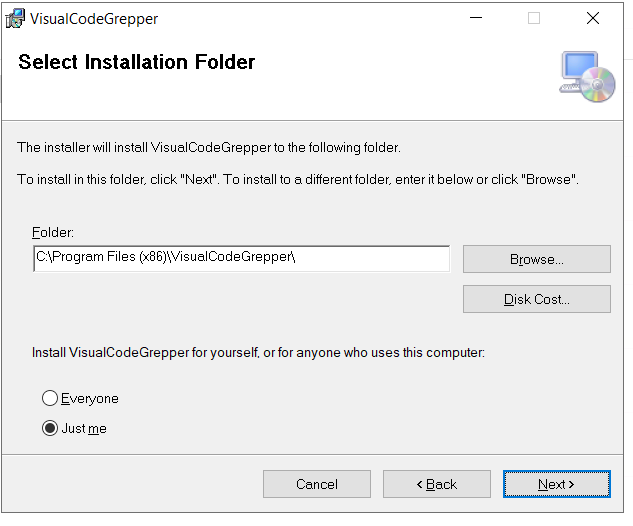 VisualCodeGrepper
Select Installation Folder
The installer will install VisualCodeGrepper to the following folder.
To install in this folder, click "Next". To install to a different folder, enter it below or click "Browse".
Folder:
C:\Program Files (x86)\VisualCodeGrepper\
Browse...
Disk Cost...
Install VisualCodeGrepper for yourself, or for anyone who uses this computer:
Everyone
Just me
Cancel
< Back
Next >